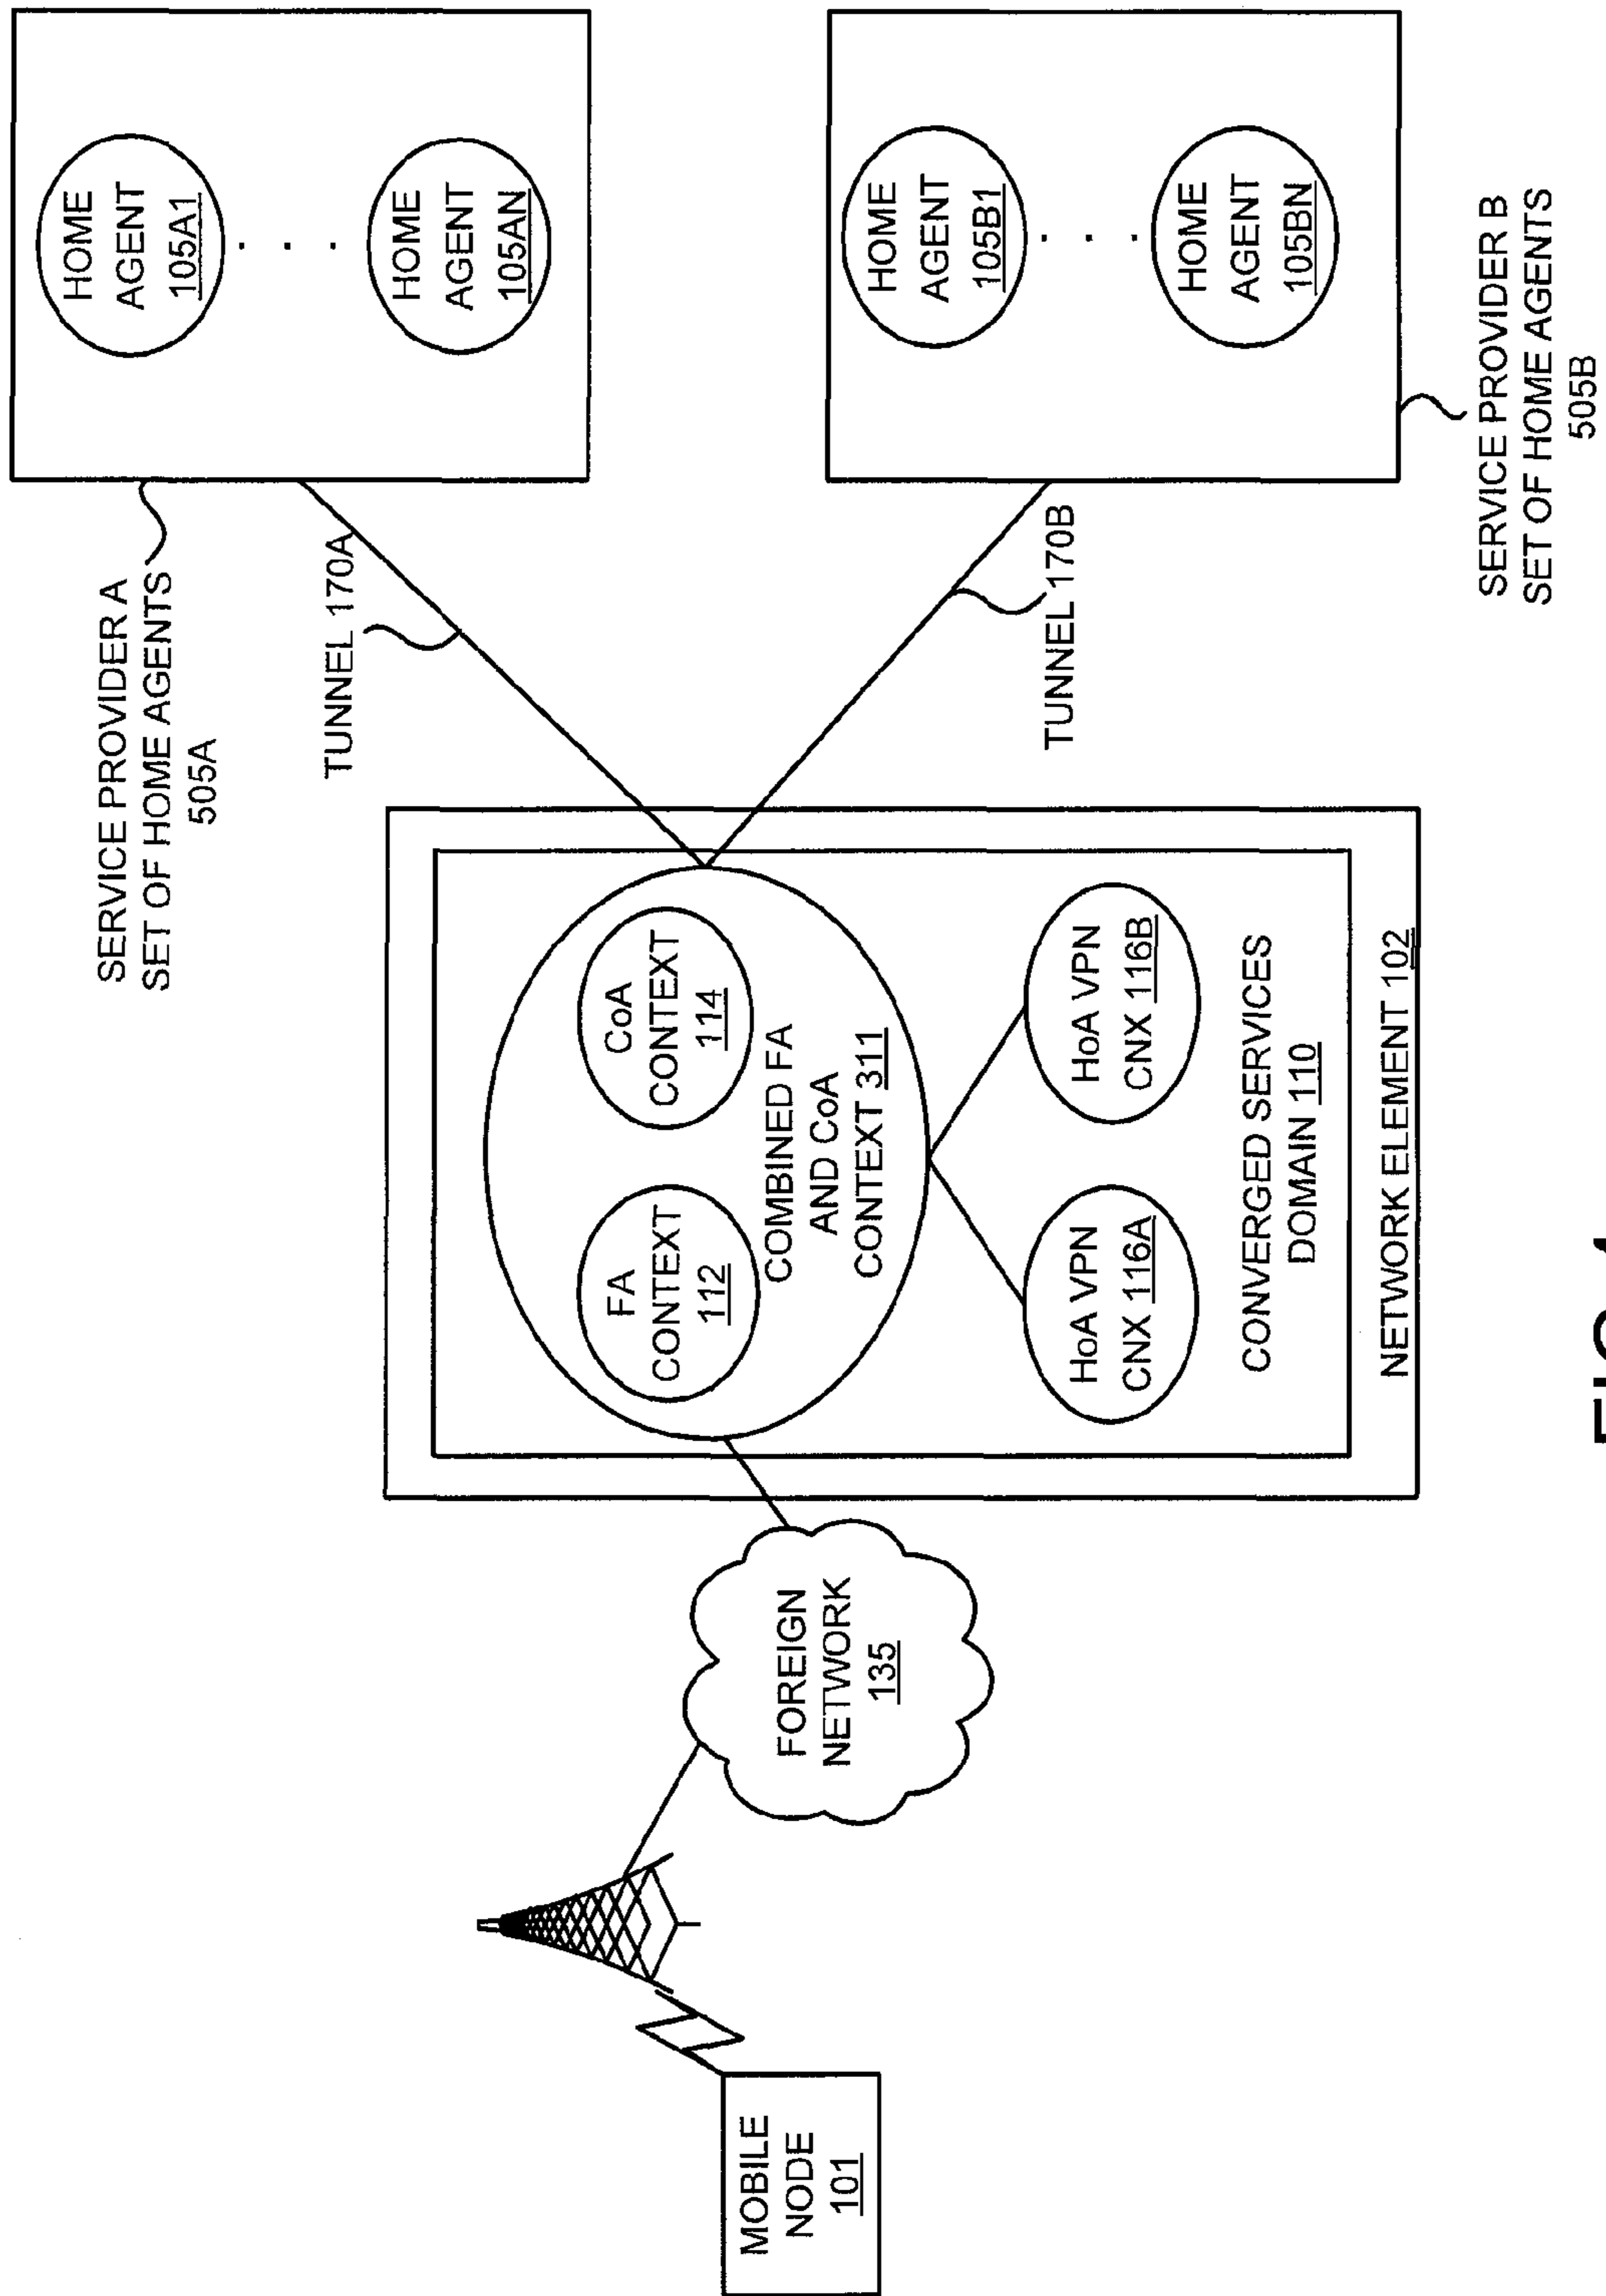 MOBILE
NODE
101
FOREIGN
NETWORK
135
FA
CONTEXT
112
CoA
CONTEXT
114
COMBINED FA
AND CoA
CONTEXT 311
HoA VPN
CNX 116A
HoA VPN
CNX 116B
CONVERGED SERVICES
DOMAIN 110
NETWORK ELEMENT 102
SERVICE PROVIDER A
SET OF HOME AGENTS
505A
TUNNEL 170A
TUNNEL 170B
HOME
AGENT
105A1
. . .
HOME
AGENT
105AN
HOME
AGENT
105B1
. . .
HOME
AGENT
105BN
SERVICE PROVIDER B
SET OF HOME AGENTS
505B